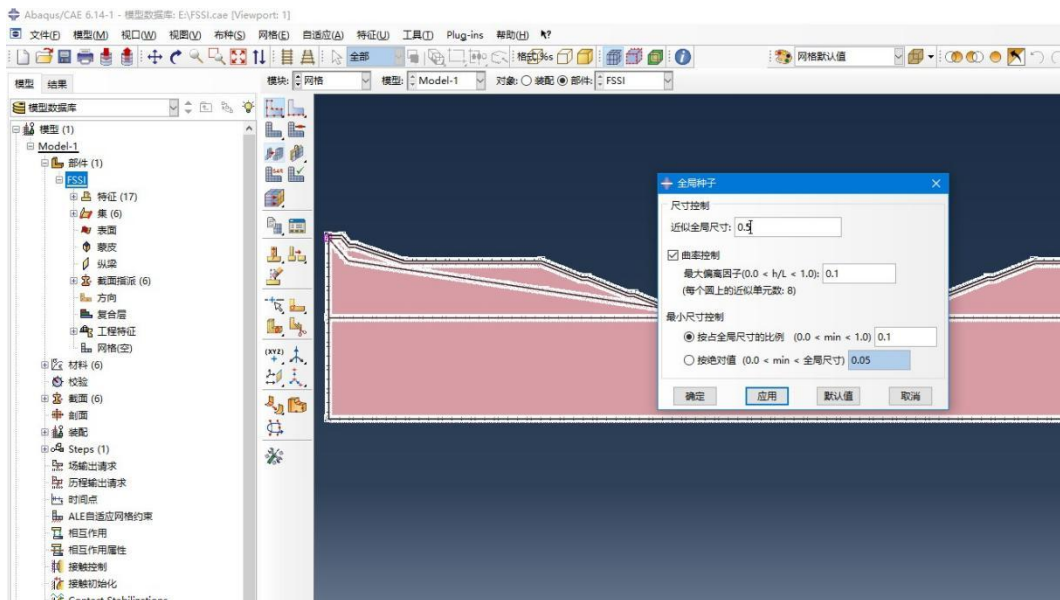 Abaqus/CAE 6.14-1 - 模型数据库: E:\FSSI.cae [Viewport: 1]
文件(F) 模型(M) 视口(W) 视图(V) 布种(S) 网格(E) 自适应(A) 特征(U) 工具(T) Plug-ins 帮助(H)
全部 网格默认值
模型 结果 模块: 网格 模型: Model-1 对象: 装配 部件: FSSI
模型数据库
模型 (1)
Model-1
部件 (1)
FSSI
特征 (17)
集 (6)
表面
蒙皮
纵梁
截面指派 (6)
方向
复合层
工程特征
网格(空)
材料 (6)
校验
截面 (6)
剖面
装配
Steps (1)
场输出请求
历程输出请求
时间点
ALE自适应网格约束
相互作用
相互作用属性
接触控制
接触初始化
Contact Stabilizations
(XYZ)
全局种子
尺寸控制
近似全局尺寸: 0.5
曲率控制
最大偏离因子(0.0 < h/L < 1.0): 0.1
(每个圆上的近似单元数: 8)
最小尺寸控制
按占全局尺寸的比例 (0.0 < min < 1.0) 0.1
按绝对值 (0.0 < min < 全局尺寸) 0.05
确定 应用 默认值 取消